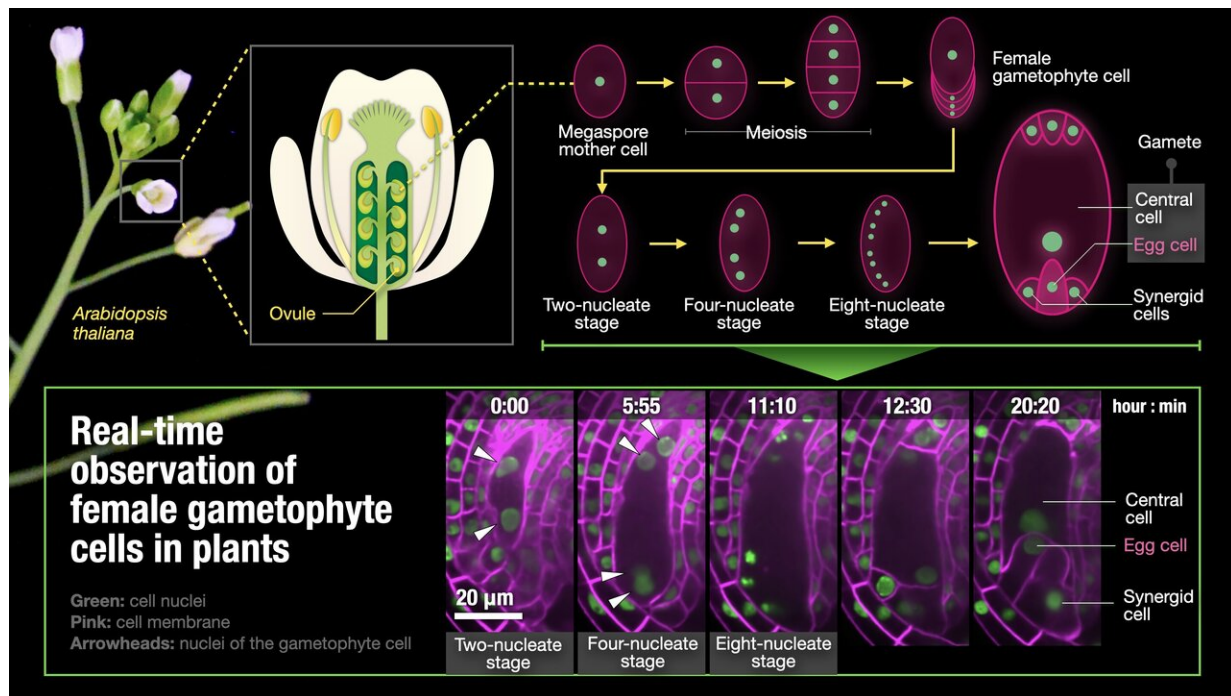 Arabidopsis
thaliana
Ovule
Megaspore
mother cell
Meiosis
Female
gametophyte cell
Two-nucleate
stage
Four-nucleate
stage
Eight-nucleate
stage
Gamete
Central
cell
Egg cell
Synergid
cells
Real-time
observation of
female gametophyte
cells in plants
Green: cell nuclei
Pink: cell membrane
Arrowheads: nuclei of the gametophyte cell
0:00
5:55
11:10
12:30
20:20
hour : min
20 µm
Two-nucleate
stage
Four-nucleate
stage
Eight-nucleate
stage
Central
cell
Egg cell
Synergid
cell